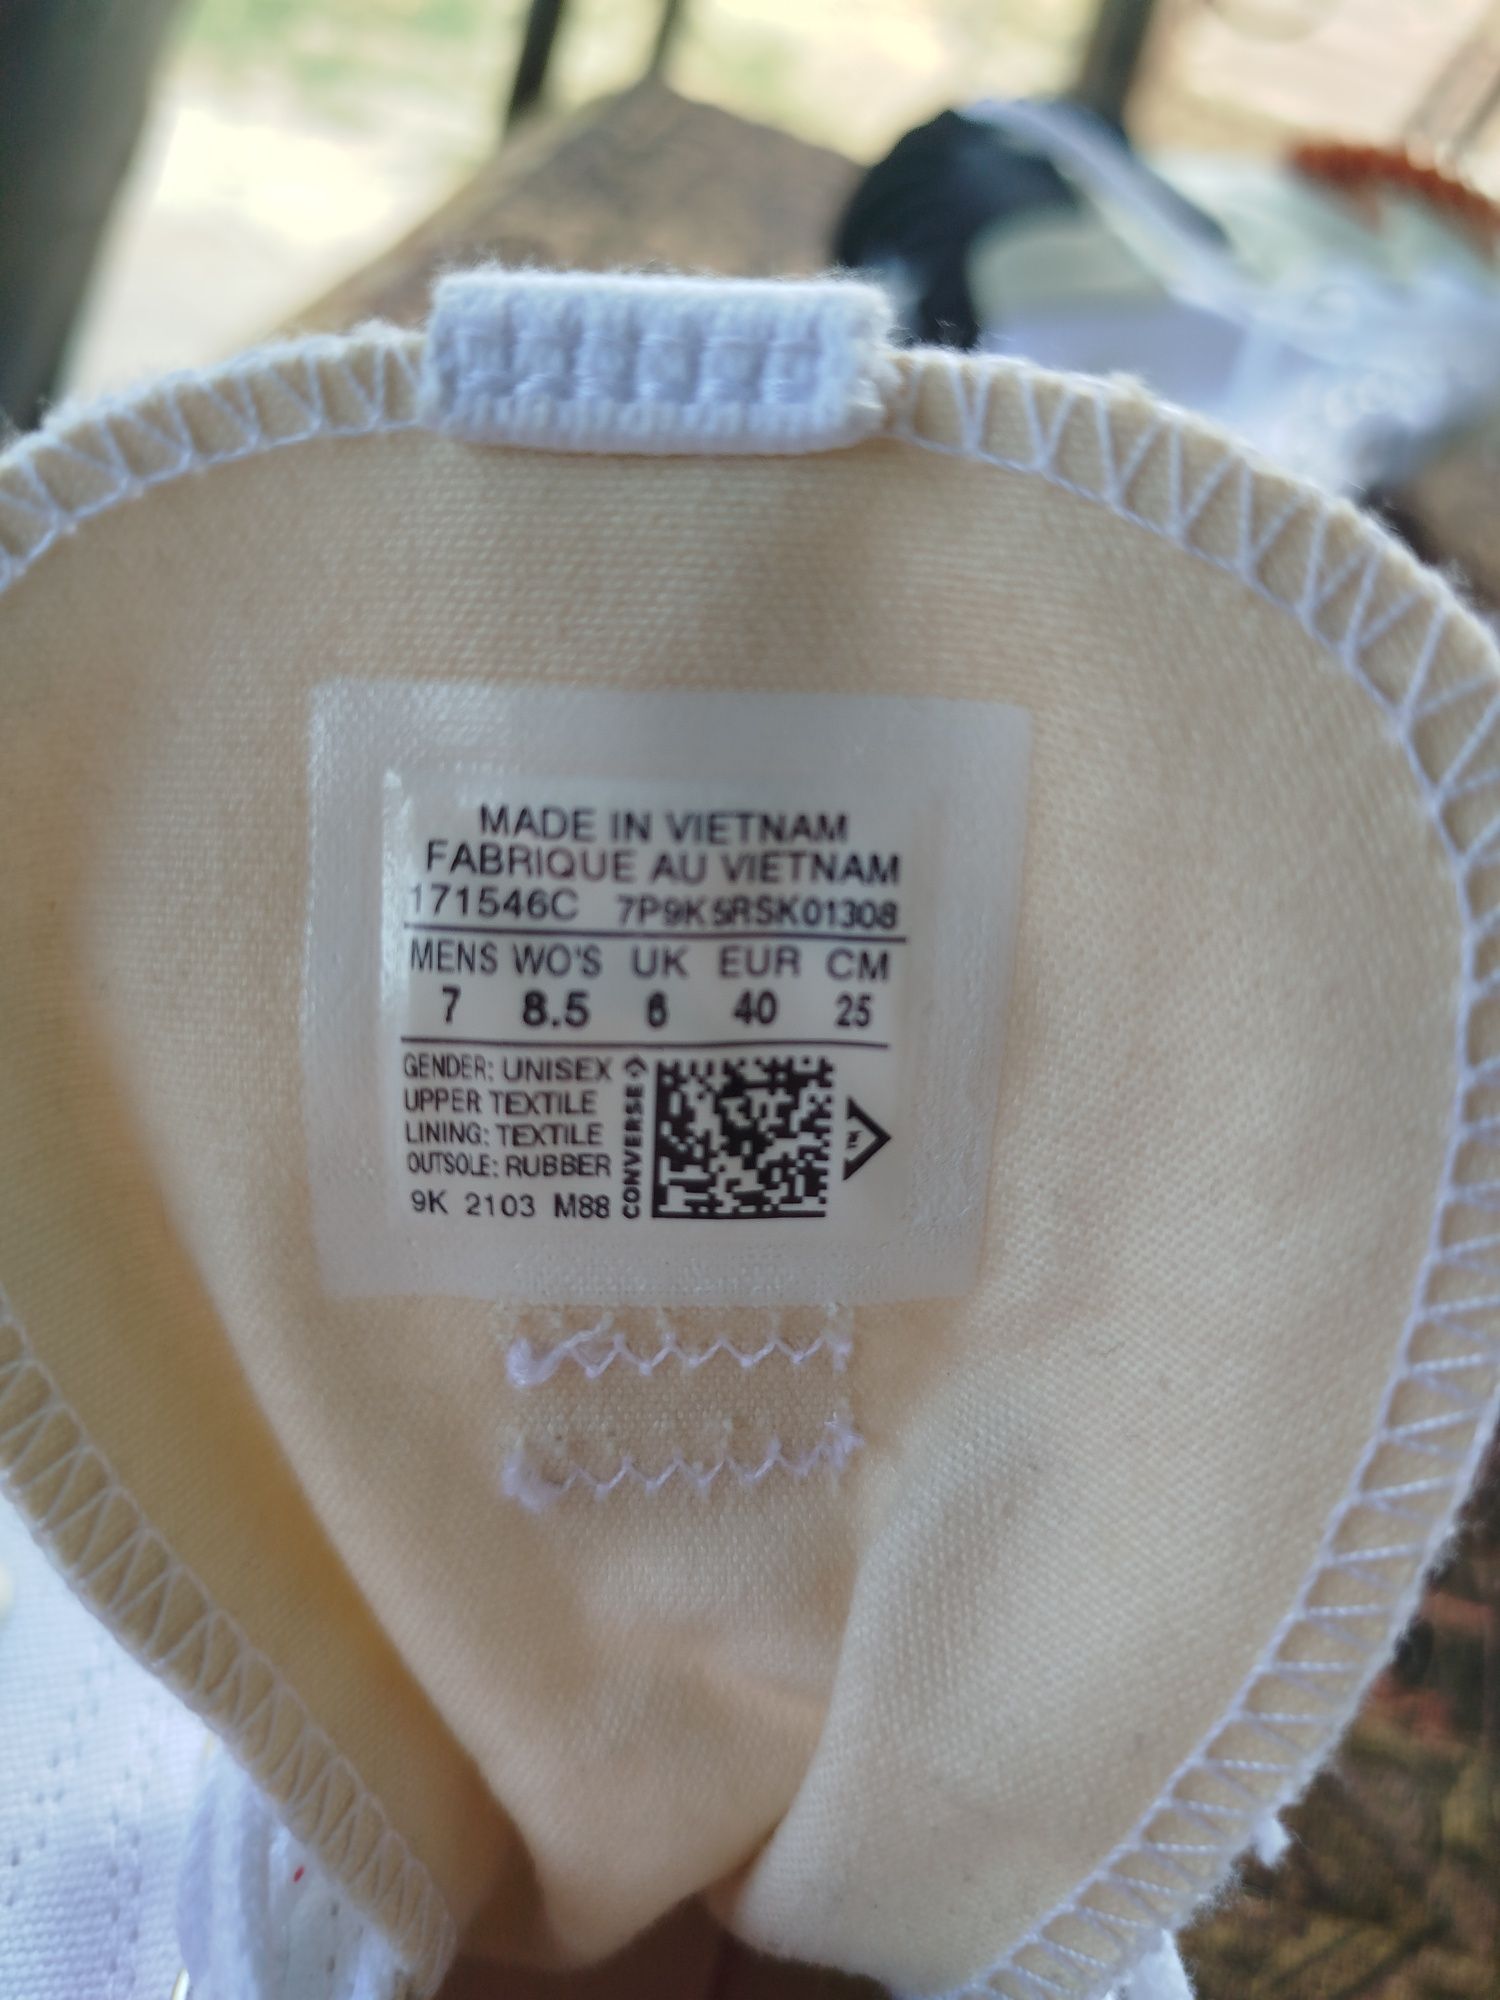 MADE IN VIETNAM
FABRIQUE AU VIETNAM
171546C 7P9K5RSK01308
MENS WO'S UK EUR CM
7 8.5 6 40 25
GENDER: UNISEX
UPPER TEXTILE
LINING: TEXTILE
OUTSOLE: RUBBER
9K 2103 M88
CONVERSE